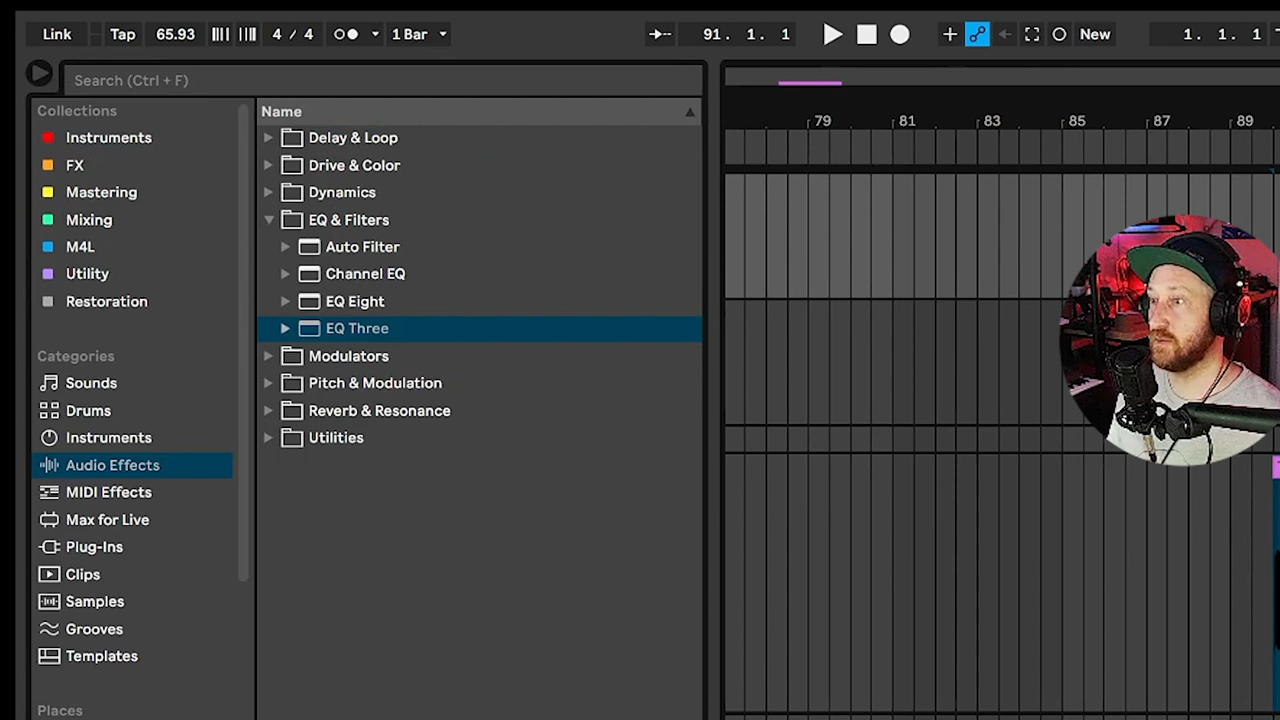 Link Tap 65.93 4 / 4 1 Bar 91. 1. 1 New 1. 1. 1
Search (Ctrl + F)
Collections
Instruments
FX
Mastering
Mixing
M4L
Utility
Restoration
Categories
Sounds
Drums
Instruments
Audio Effects
MIDI Effects
Max for Live
Plug-Ins
Clips
Samples
Grooves
Templates
Places
Name
Delay & Loop
Drive & Color
Dynamics
EQ & Filters
Auto Filter
Channel EQ
EQ Eight
EQ Three
Modulators
Pitch & Modulation
Reverb & Resonance
Utilities
79 81 83 85 87 89